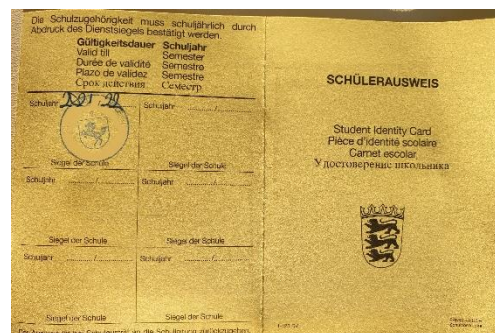 Die Schulzugehörigkeit muss schuljährlich durch
Abdruck des Dienstsiegels bestätigt werden.
Gültigkeitsdauer Schuljahr
Valid till Semester
Durée de validité Semestre
Plazo de validez Semestre
Срок действия Семестр
Schuljahr
Schuljahr ........./.........
Siegel der Schule
Siegel der Schule
Schuljahr ........./.........
Schuljahr ........./.........
Siegel der Schule
Siegel der Schule
Schuljahr ........./.........
Schuljahr ........./.........
Siegel der Schule
Siegel der Schule
SCHÜLERAUSWEIS
Student Identity Card
Pièce d'identité scolaire
Carnet escolar
Удостоверение школьника